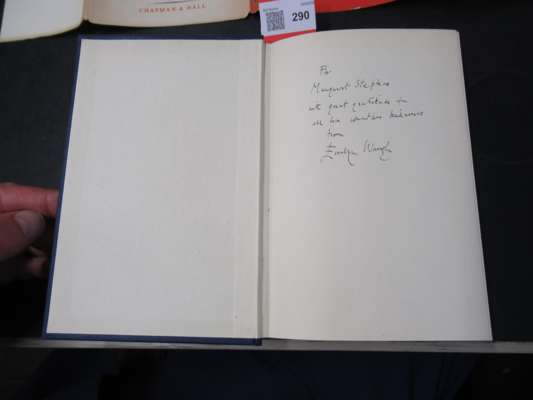 CHAPMAN & HALL
290
For
Margaret Stephens
with great gratitude for
all her countless kindnesses
from
Evelyn Waugh